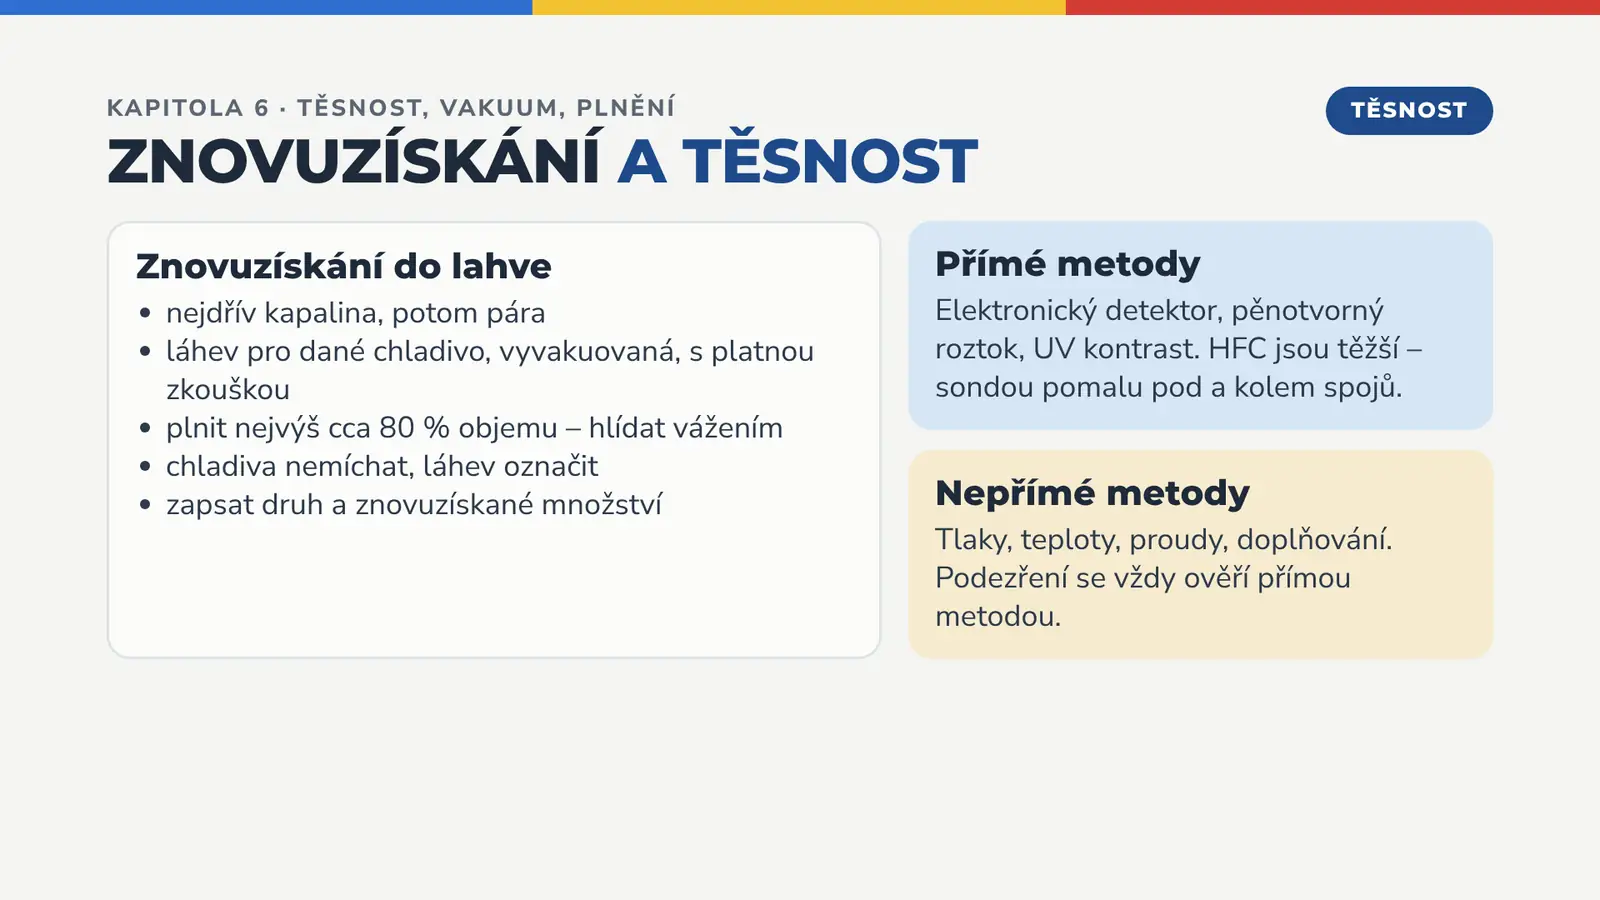 KAPITOLA 6 · TĚSNOST, VAKUUM, PLNĚNÍ
TĚSNOST
ZNOVUZÍSKÁNÍ A TĚSNOST
Znovuzískání do lahve
• nejdřív kapalina, potom pára
• láhev pro dané chladivo, vyvakuovaná, s platnou
zkouškou
• plnit nejvýš cca 80 % objemu – hlídat vážením
• chladiva nemíchat, láhev označit
• zapsat druh a znovuzískané množství
Přímé metody
Elektronický detektor, pěnotvorný
roztok, UV kontrast. HFC jsou těžší –
sondou pomalu pod a kolem spojů.
Nepřímé metody
Tlaky, teploty, proudy, doplňování.
Podezření se vždy ověří přímou
metodou.